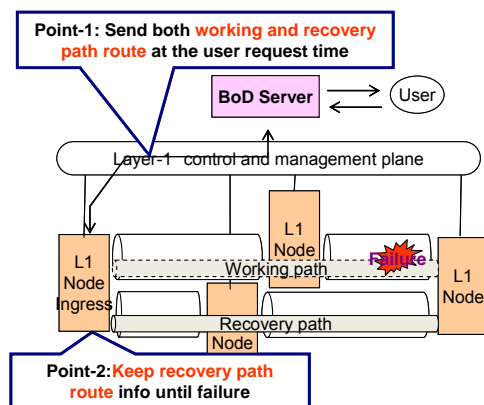 Point-1: Send both working and recovery
path route at the user request time
BoD Server
User
Layer-1 control and management plane
L1
Node
L1
Node
Ingress
Failure
L1
Node
Working path
Recovery path
Node
Point-2:Keep recovery path
route info until failure